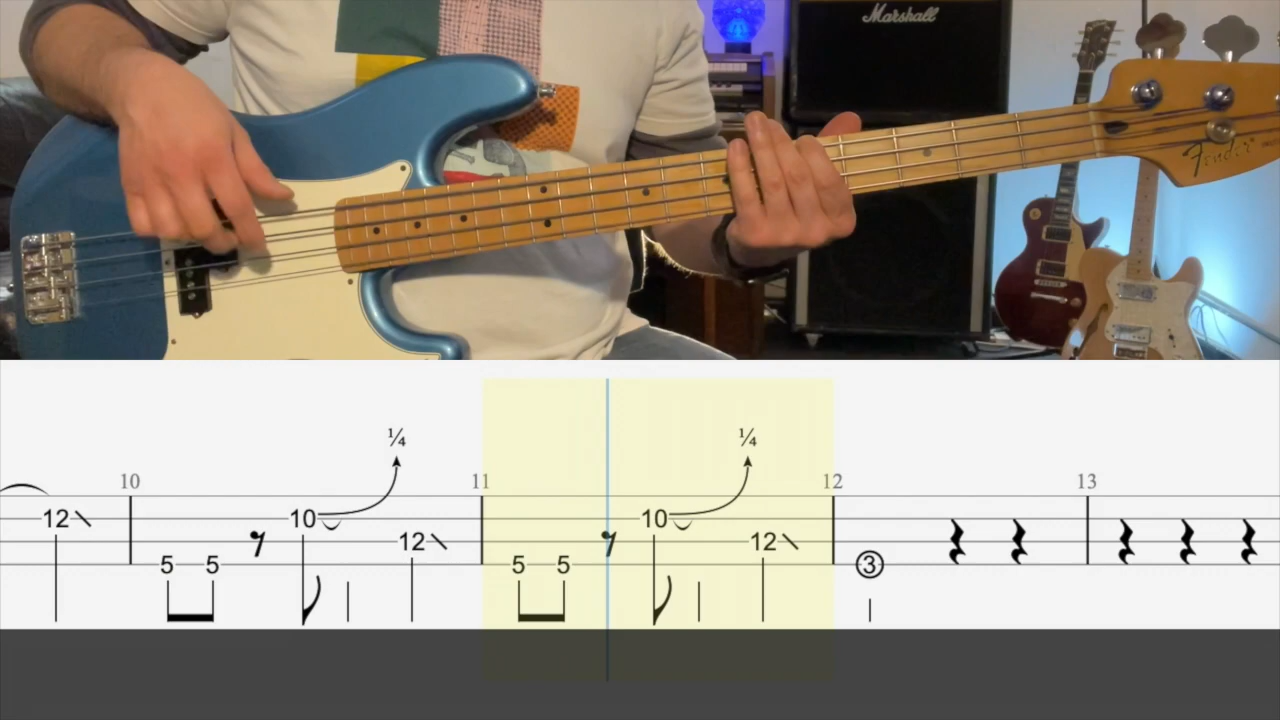 Marshall
Fender
¼ ¼
10 11 12 13
12 10 10
12 12
5 5 5 5 3